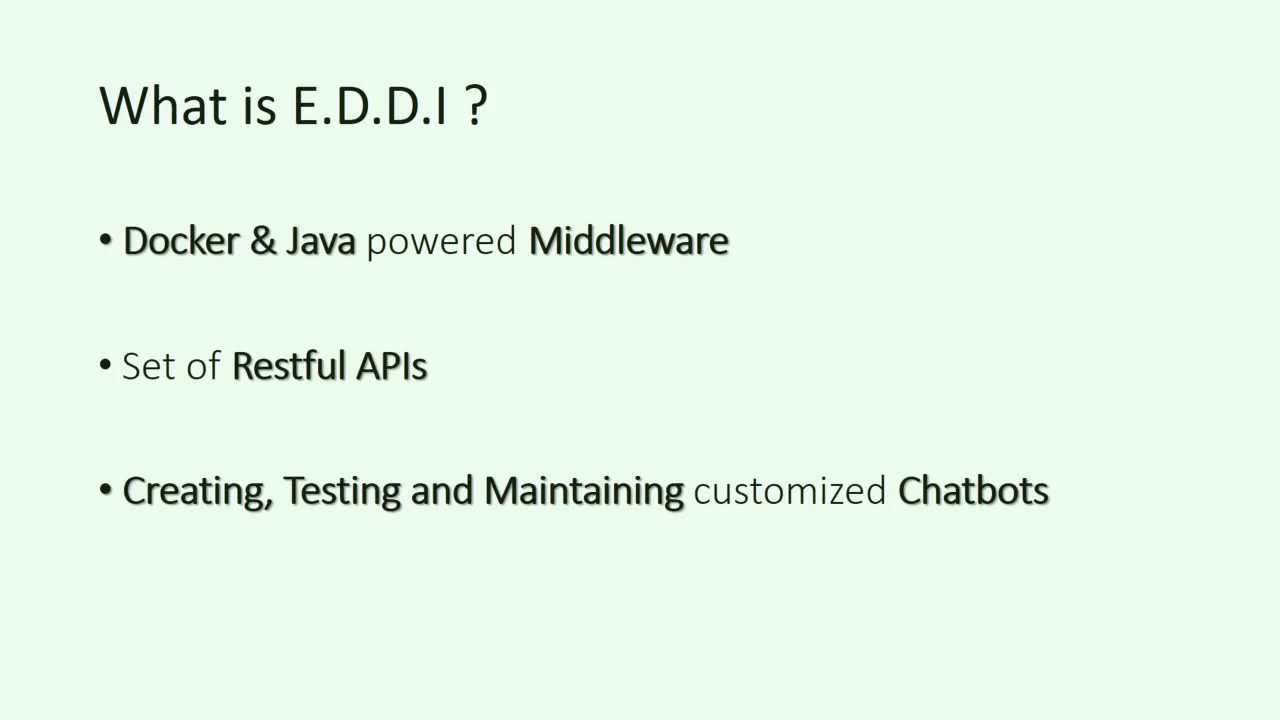 What is E.D.D.I ?
• Docker & Java powered Middleware
• Set of Restful APIs
• Creating, Testing and Maintaining customized Chatbots